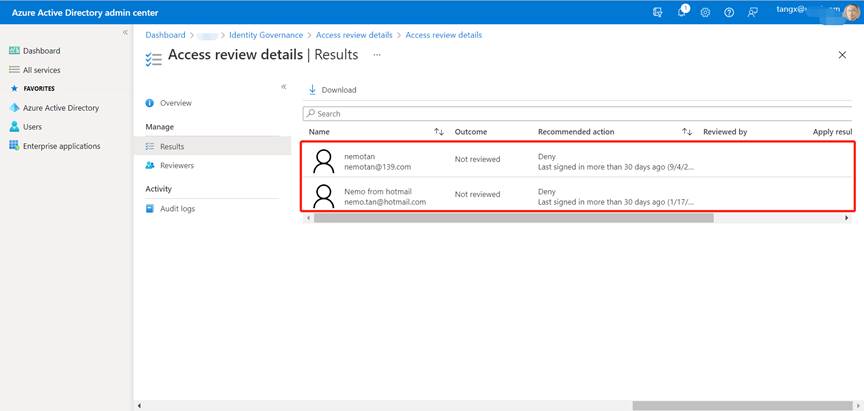 Azure Active Directory admin center
1
tangx@
Dashboard
All services
FAVORITES
Azure Active Directory
Users
Enterprise applications
Dashboard > > Identity Governance > Access review details > Access review details
Access review details | Results ...
Overview
Manage
Results
Reviewers
Activity
Audit logs
Download
Search
Name Outcome Recommended action Reviewed by Apply resul
nemotan Not reviewed Deny
nemotan@139.com Last signed in more than 30 days ago (9/4/2...
Nemo from hotmail Not reviewed Deny
nemo.tan@hotmail.com Last signed in more than 30 days ago (1/17/...